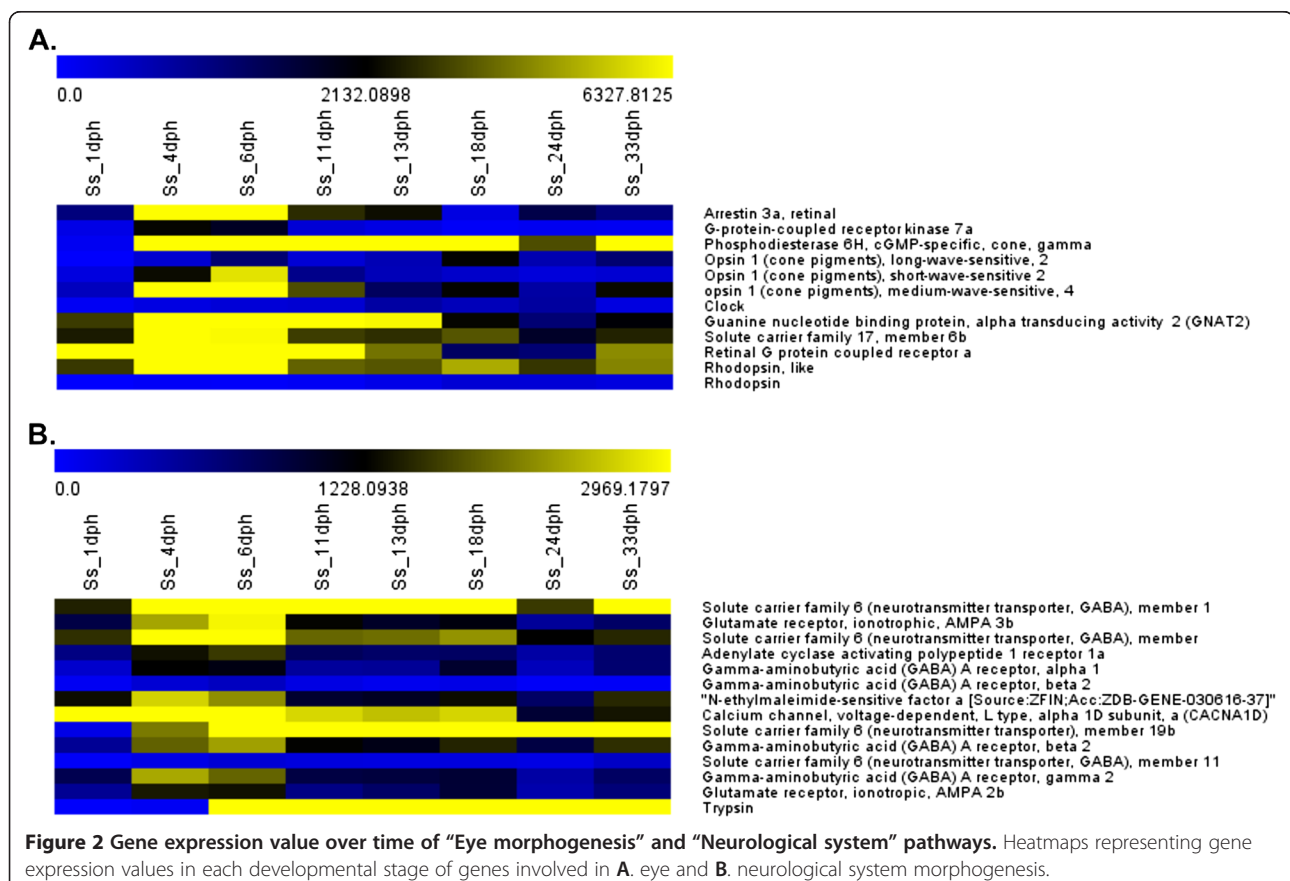 A.
0.0 2132.0898 6327.8125
Ss_1dph Ss_4dph Ss_6dph Ss_11dph Ss_13dph Ss_18dph Ss_24dph Ss_33dph
Arrestin 3a, retinal
G-protein-coupled receptor kinase 7a
Phosphodiesterase 6H, cGMP-specific, cone, gamma
Opsin 1 (cone pigments), long-wave-sensitive, 2
Opsin 1 (cone pigments), short-wave-sensitive 2
opsin 1 (cone pigments), medium-wave-sensitive, 4
Clock
Guanine nucleotide binding protein, alpha transducing activity 2 (GNAT2)
Solute carrier family 17, member 6b
Retinal G protein coupled receptor a
Rhodopsin, like
Rhodopsin
B.
0.0 1228.0938 2969.1797
Ss_1dph Ss_4dph Ss_6dph Ss_11dph Ss_13dph Ss_18dph Ss_24dph Ss_33dph
Solute carrier family 6 (neurotransmitter transporter, GABA), member 1
Glutamate receptor, ionotrophic, AMPA 3b
Solute carrier family 6 (neurotransmitter transporter, GABA), member
Adenylate cyclase activating polypeptide 1 receptor 1a
Gamma-aminobutyric acid (GABA) A receptor, alpha 1
Gamma-aminobutyric acid (GABA) A receptor, beta 2
"N-ethylmaleimide-sensitive factor a [Source:ZFIN;Acc:ZDB-GENE-030616-37]"
Calcium channel, voltage-dependent, L type, alpha 1D subunit, a (CACNA1D)
Solute carrier family 6 (neurotransmitter transporter), member 19b
Gamma-aminobutyric acid (GABA) A receptor, beta 2
Solute carrier family 6 (neurotransmitter transporter, GABA), member 11
Gamma-aminobutyric acid (GABA) A receptor, gamma 2
Glutamate receptor, ionotropic, AMPA 2b
Trypsin
Figure 2 Gene expression value over time of “Eye morphogenesis” and “Neurological system” pathways. Heatmaps representing gene
expression values in each developmental stage of genes involved in A. eye and B. neurological system morphogenesis.